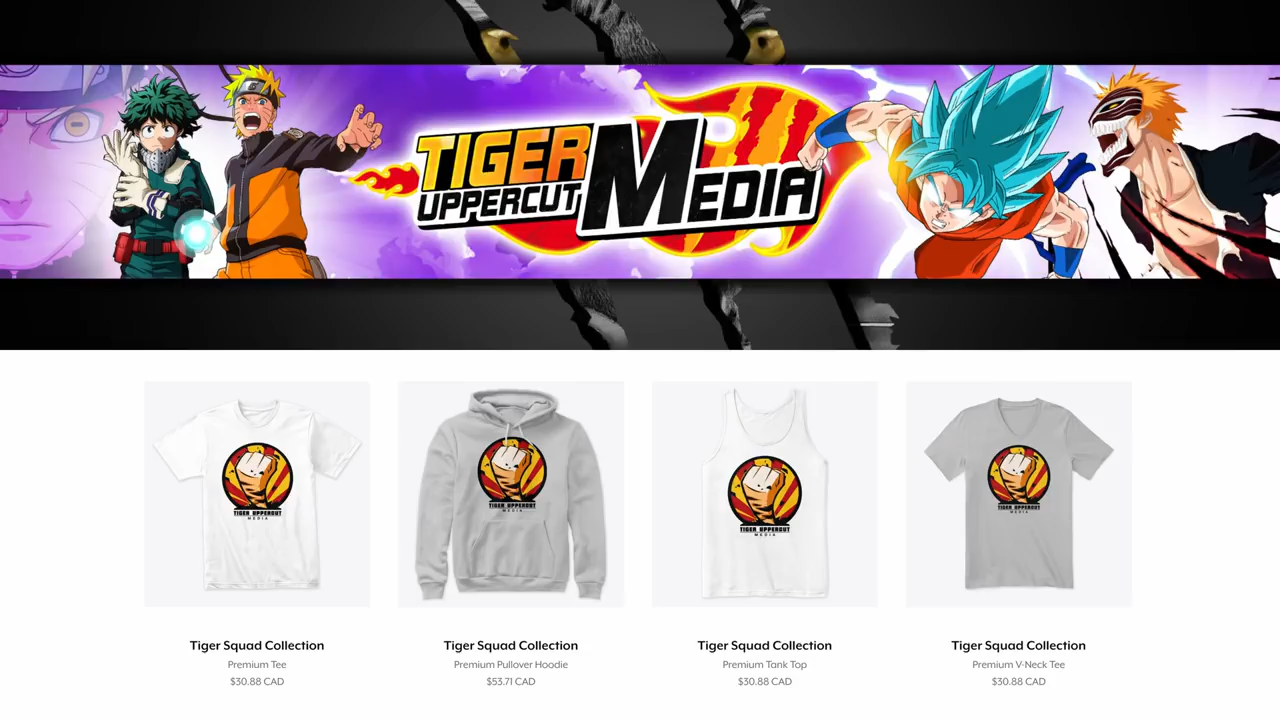 TIGER
UPPERCUT
MEDIA
TIGER UPPERCUT
MEDIA
TIGER UPPERCUT
MEDIA
TIGER UPPERCUT
MEDIA
TIGER UPPERCUT
MEDIA
Tiger Squad Collection
Premium Tee
$30.88 CAD
Tiger Squad Collection
Premium Pullover Hoodie
$53.71 CAD
Tiger Squad Collection
Premium Tank Top
$30.88 CAD
Tiger Squad Collection
Premium V-Neck Tee
$30.88 CAD